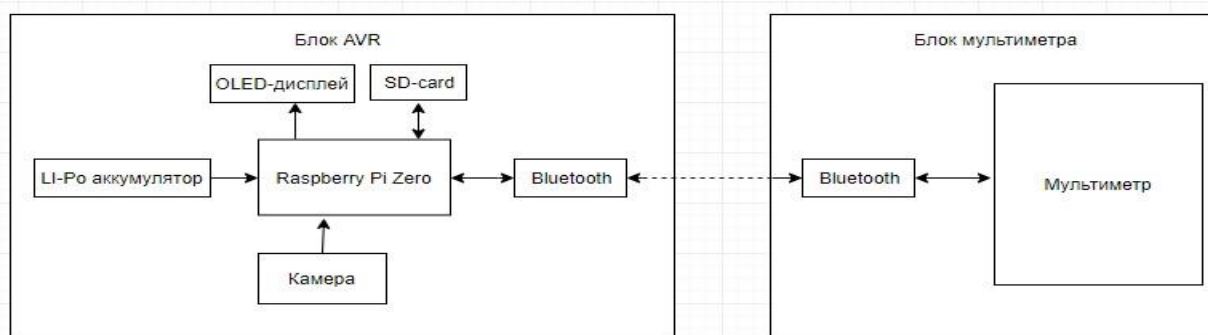 Блок AVR
OLED-дисплей
SD-card
LI-Po аккумулятор
Raspberry Pi Zero
Bluetooth
Камера
Блок мультиметра
Bluetooth
Мультиметр